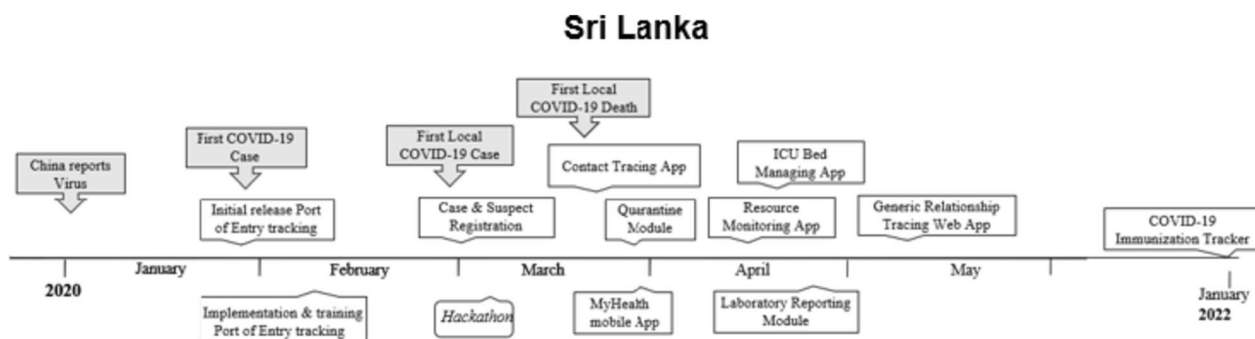 Sri Lanka
China reports
Virus
First COVID-19
Case
First Local
COVID-19 Case
First Local
COVID-19 Death
Initial release Port
of Entry tracking
Case & Suspect
Registration
Contact Tracing App
Quarantine
Module
ICU Bed
Managing App
Resource
Monitoring App
Generic Relationship
Tracing Web App
COVID-19
Immunization Tracker
2020
January
February
March
April
May
January
2022
Implementation & training
Port of Entry tracking
Hackathon
MyHealth
mobile App
Laboratory Reporting
Module